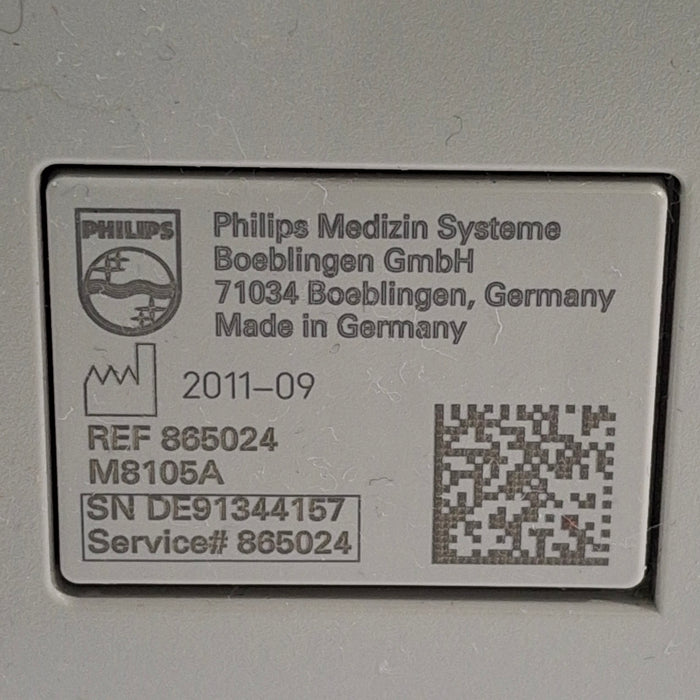 PHILIPS
Philips Medizin Systeme
Boeblingen GmbH
71034 Boeblingen, Germany
Made in Germany
2011-09
REF 865024
M8105A
SN DE91344157
Service# 865024